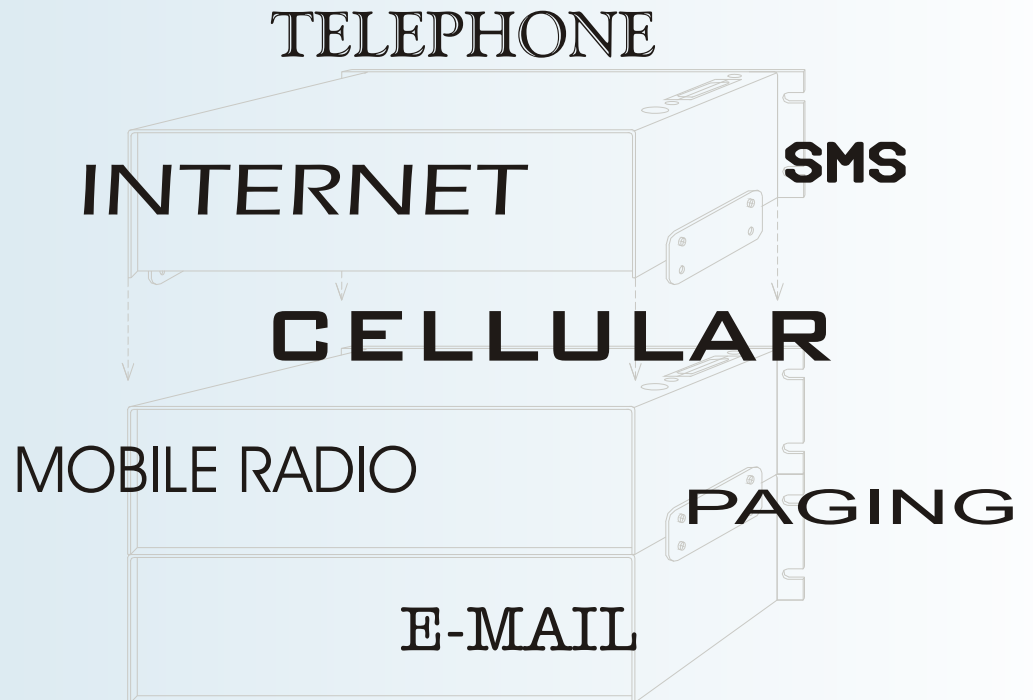 TELEPHONE
INTERNET
SMS
CELLULAR
MOBILE RADIO
PAGING
E-MAIL